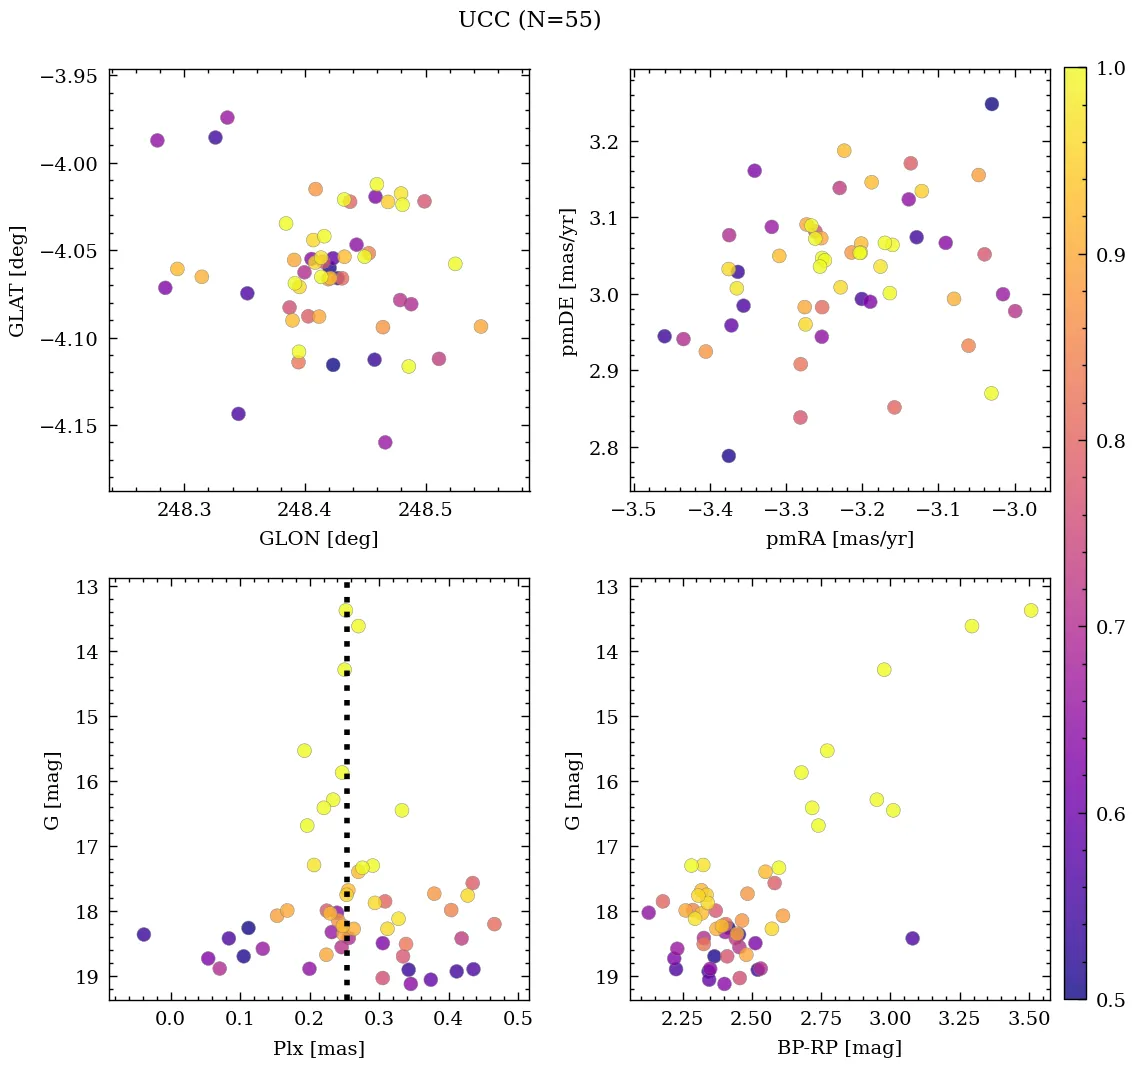 UCC (N=55)
−3.95
−4.00
−4.05
−4.10
−4.15
GLAT [deg]
248.3 248.4 248.5
GLON [deg]
3.2
3.1
3.0
2.9
2.8
pmDE [mas/yr]
−3.5 −3.4 −3.3 −3.2 −3.1 −3.0
pmRA [mas/yr]
13
14
15
16
17
18
19
G [mag]
0.0 0.1 0.2 0.3 0.4 0.5
Plx [mas]
13
14
15
16
17
18
19
G [mag]
2.25 2.50 2.75 3.00 3.25 3.50
BP-RP [mag]
1.0
0.9
0.8
0.7
0.6
0.5